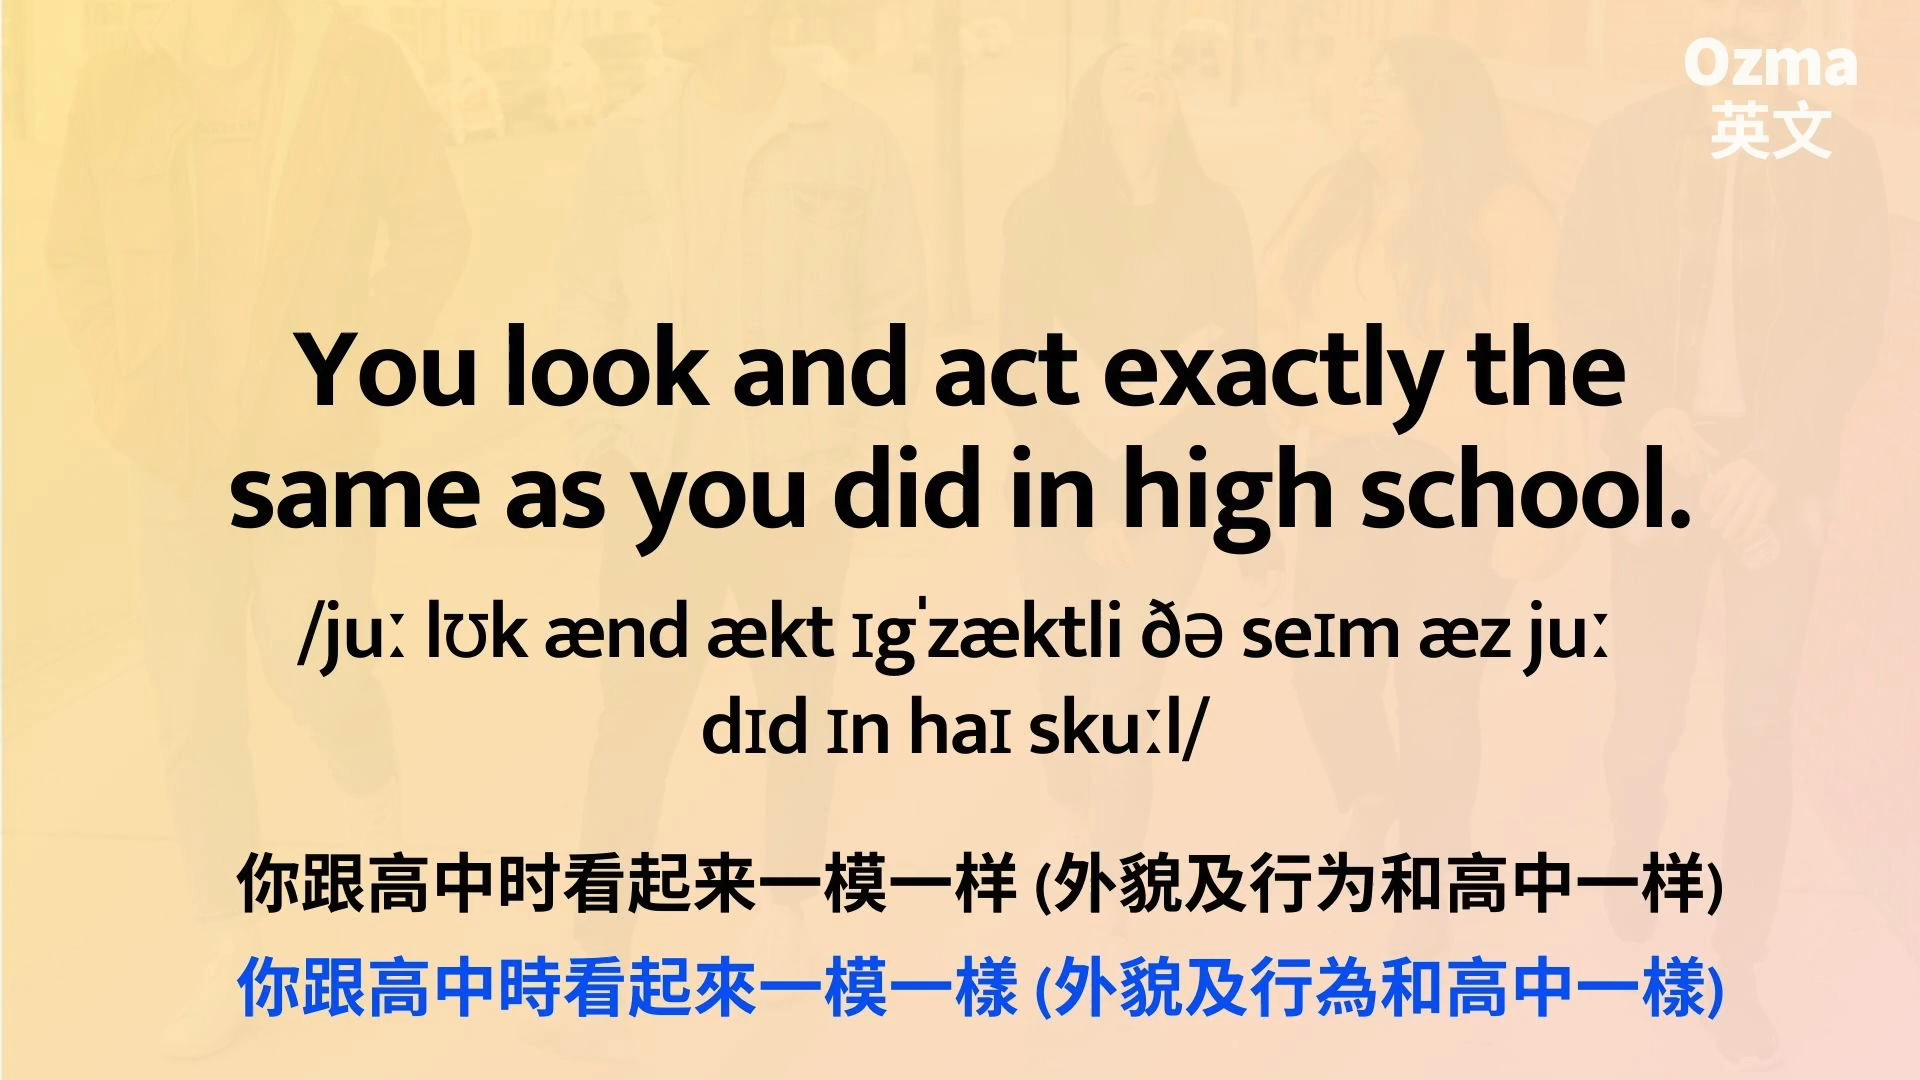 Ozma
英文
You look and act exactly the
same as you did in high school.
/juː lʊk ænd ækt ɪgˈzæktli ðə seɪm æz juː
dɪd ɪn haɪ skuːl/
你跟高中时看起来一模一样 (外貌及行为和高中一样)
你跟高中時看起來一模一樣 (外貌及行為和高中一樣)